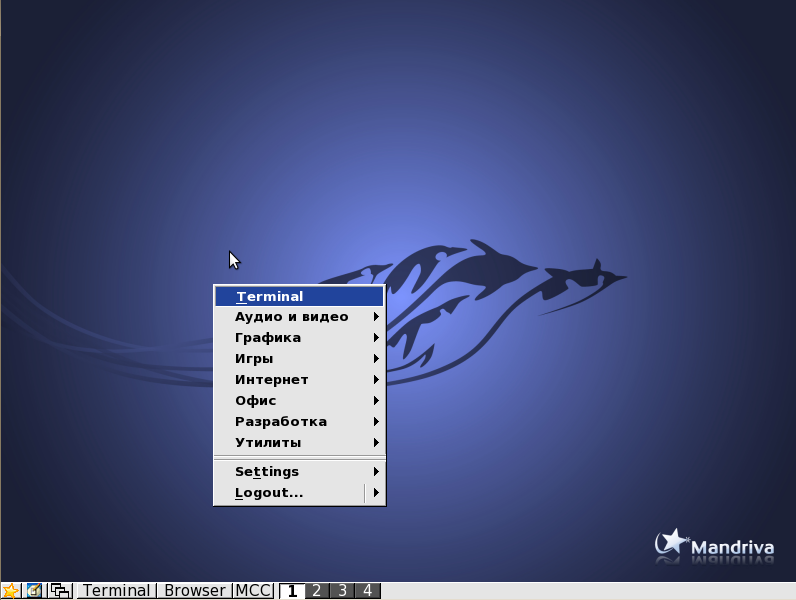 Terminal
Аудио и видео
Графика
Игры
Интернет
Офис
Разработка
Утилиты
Settings
Logout...
Mandriva
Terminal Browser MCC 1 2 3 4